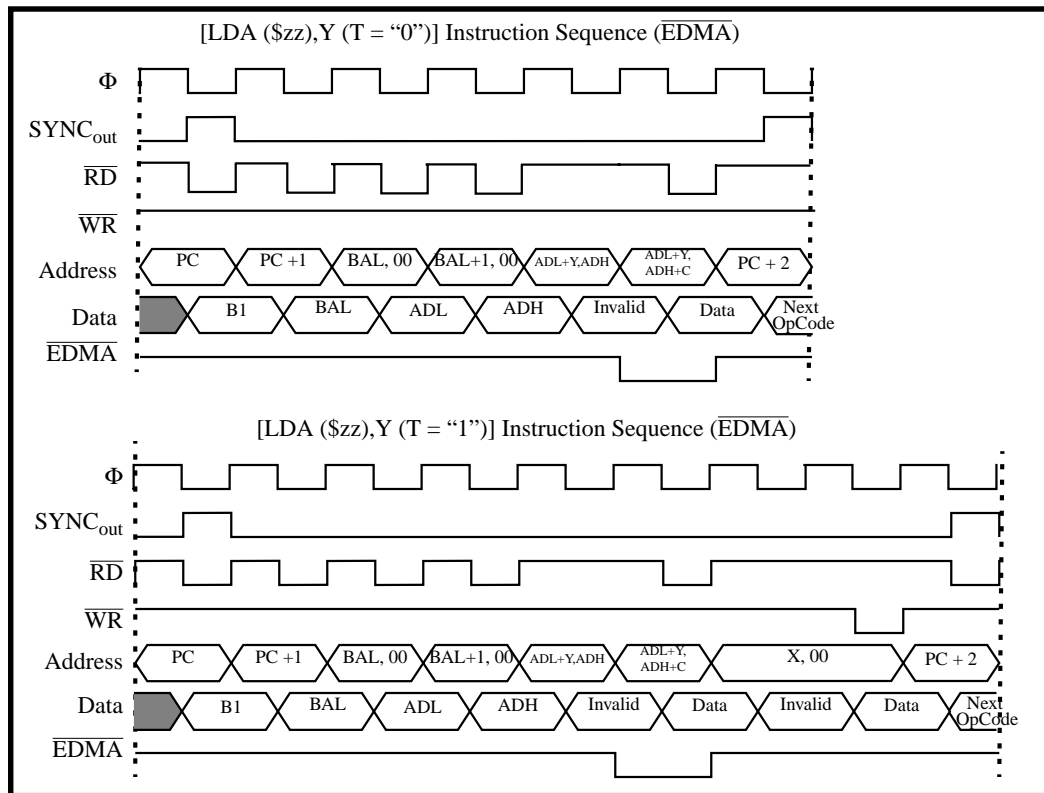 [LDA ($zz),Y (T = “0”)] Instruction Sequence (EDMA)
Φ
SYNCout
RD
WR
Address PC PC +1 BAL, 00 BAL+1, 00 ADL+Y,ADH ADL+Y, ADH+C PC + 2
Data B1 BAL ADL ADH Invalid Data Next OpCode
EDMA
[LDA ($zz),Y (T = “1”)] Instruction Sequence (EDMA)
Φ
SYNCout
RD
WR
Address PC PC +1 BAL, 00 BAL+1, 00 ADL+Y,ADH ADL+Y, ADH+C X, 00 PC + 2
Data B1 BAL ADL ADH Invalid Data Invalid Data Next OpCode
EDMA